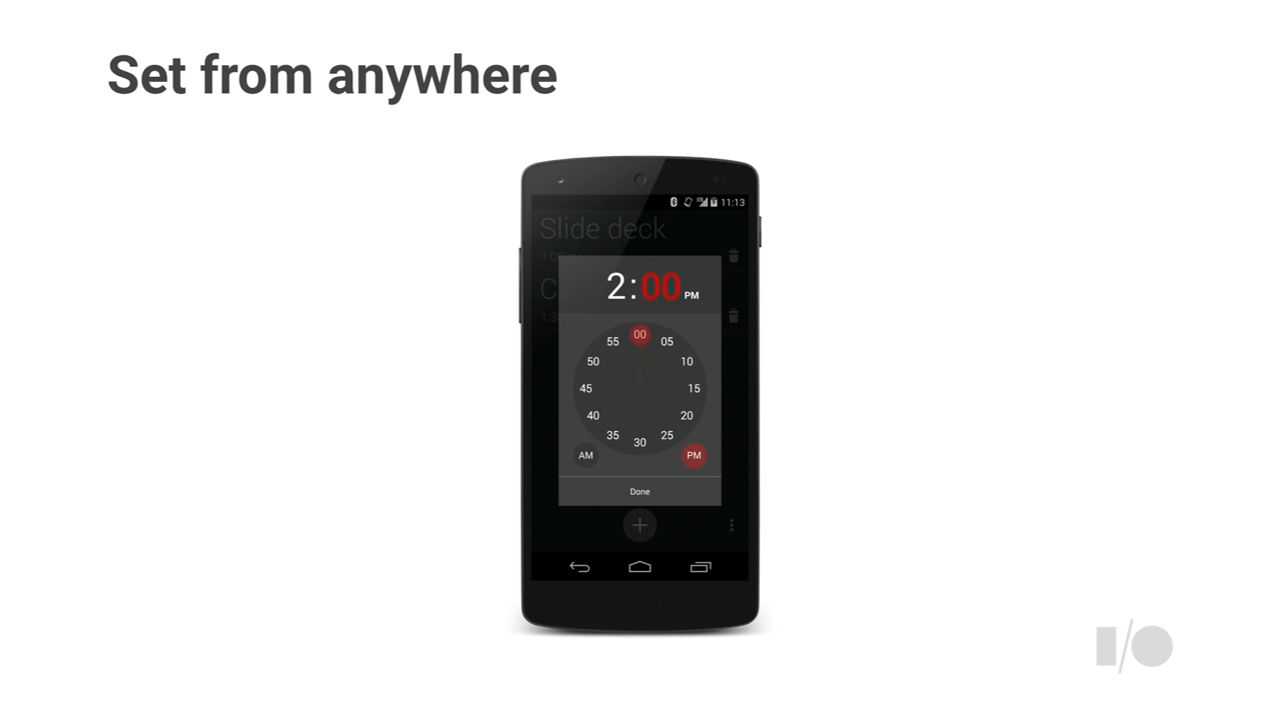 Set from anywhere
11:13
Slide deck
2:00 PM
00
55 05
50 10
45 15
40 20
35 25
30
AM PM
Done
I/O